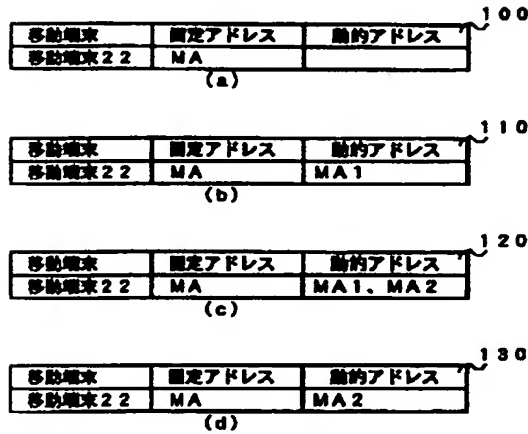 100
移動端末 固定アドレス 動的アドレス
移動端末22 MA
(a)
110
移動端末 固定アドレス 動的アドレス
移動端末22 MA MA1
(b)
120
移動端末 固定アドレス 動的アドレス
移動端末22 MA MA1、MA2
(c)
130
移動端末 固定アドレス 動的アドレス
移動端末22 MA MA2
(d)